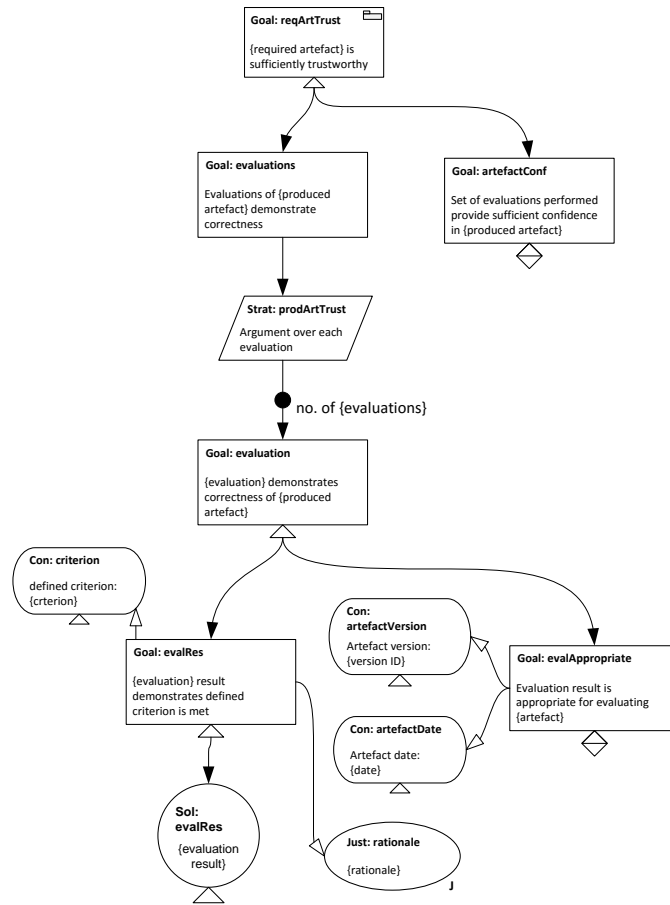 Goal: reqArtTrust
{required artefact} is
sufficiently trustworthy
Goal: evaluations
Evaluations of {produced
artefact} demonstrate
correctness
Goal: artefactConf
Set of evaluations performed
provide sufficient confidence
in {produced artefact}
Strat: prodArtTrust
Argument over each
evaluation
no. of {evaluations}
Goal: evaluation
{evaluation} demonstrates
correctness of {produced
artefact}
Con: criterion
defined criterion:
{crterion}
Goal: evalRes
{evaluation} result
demonstrates defined
criterion is met
Con:
artefactVersion
Artefact version:
{version ID}
Goal: evalAppropriate
Evaluation result is
appropriate for evaluating
{artefact}
Con: artefactDate
Artefact date:
{date}
Sol:
evalRes
{evaluation
result}
Just: rationale
{rationale}
J